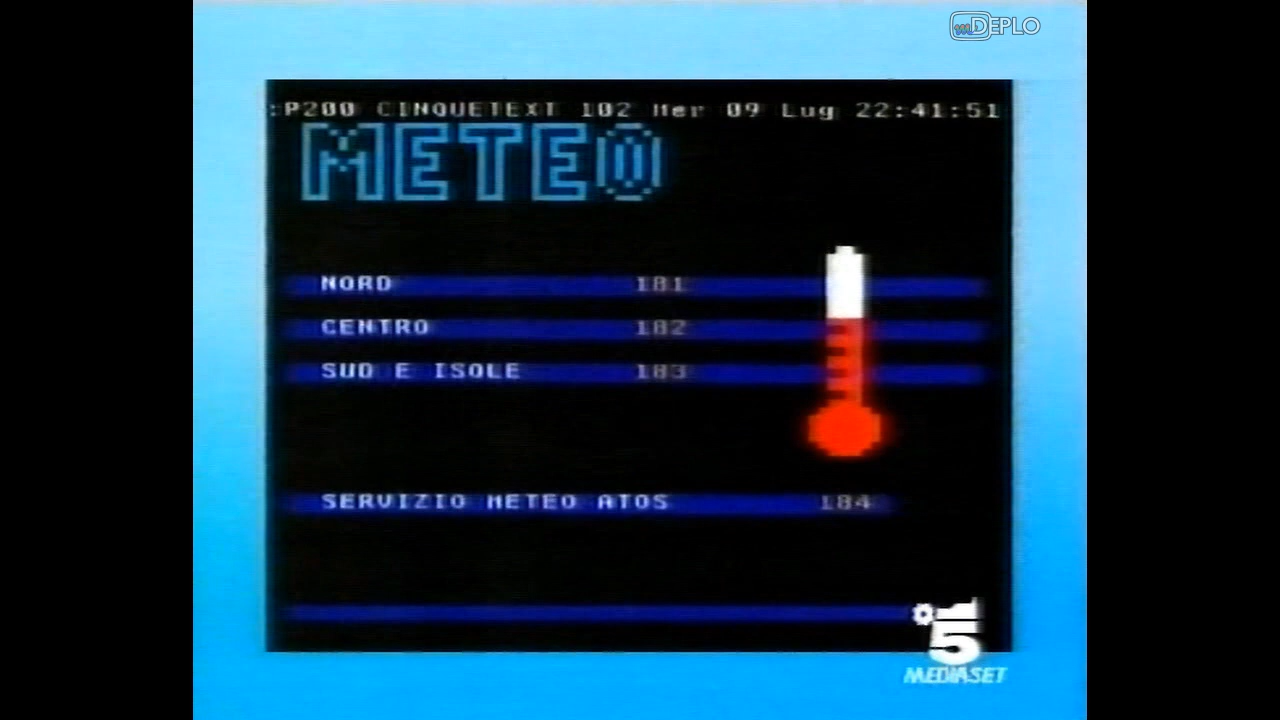 DEPLO
:P200 CINQUETEXT 102 Mer 09 Lug 22:41:51
METEO
NORD 181
CENTRO 182
SUD E ISOLE 183
SERVIZIO METEO ATOS 184
5
MEDIASET